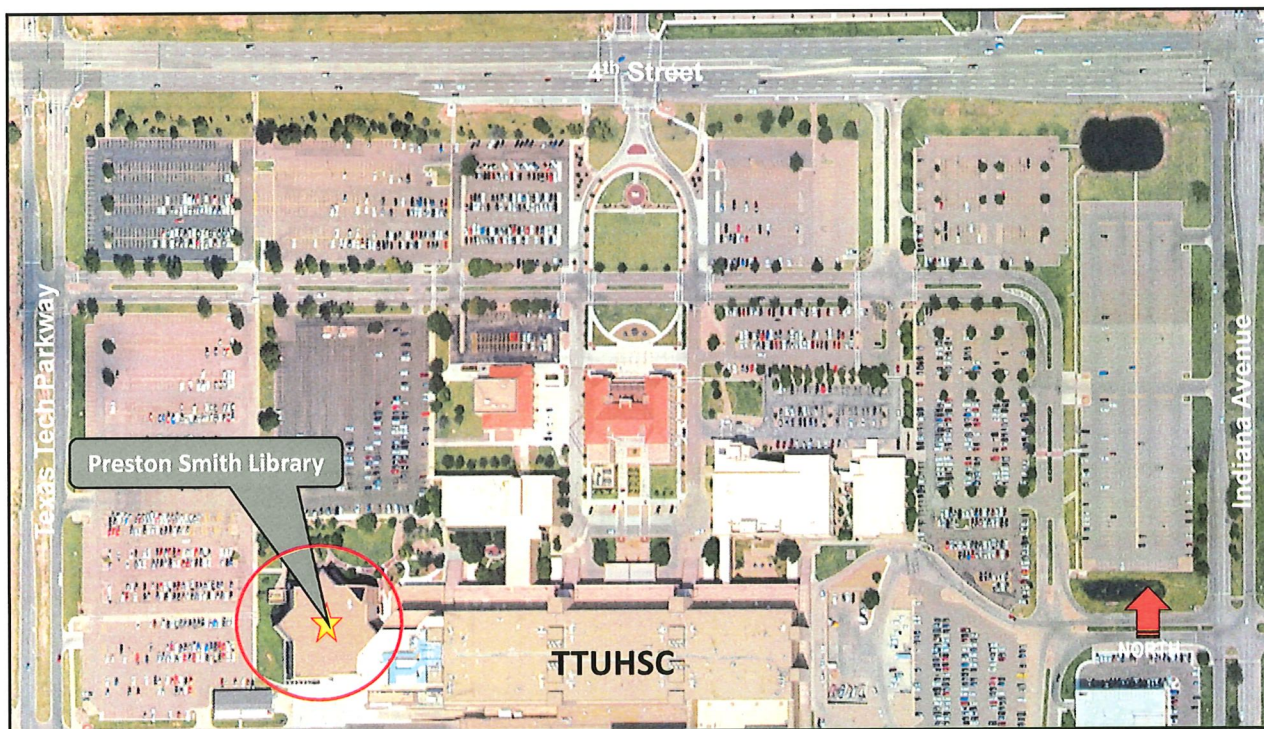 4th Street
Texas Tech Parkway
Preston Smith Library
Indiana Avenue
TTUHSC
NORTH